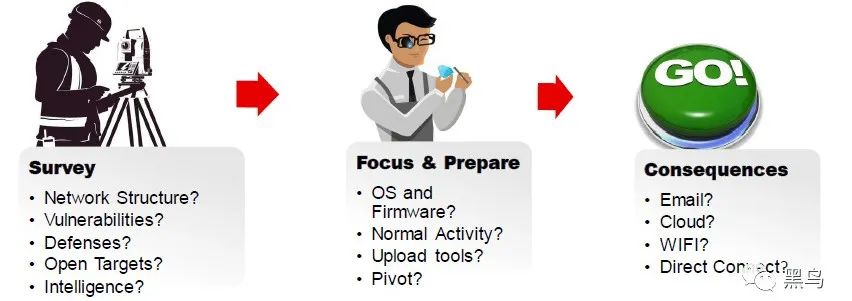 GO!
Survey
• Network Structure?
• Vulnerabilities?
• Defenses?
• Open Targets?
• Intelligence?
Focus & Prepare
• OS and
Firmware?
• Normal Activity?
• Upload tools?
• Pivot?
Consequences
• Email?
• Cloud?
• WIFI?
• Direct Connect?
黑鸟